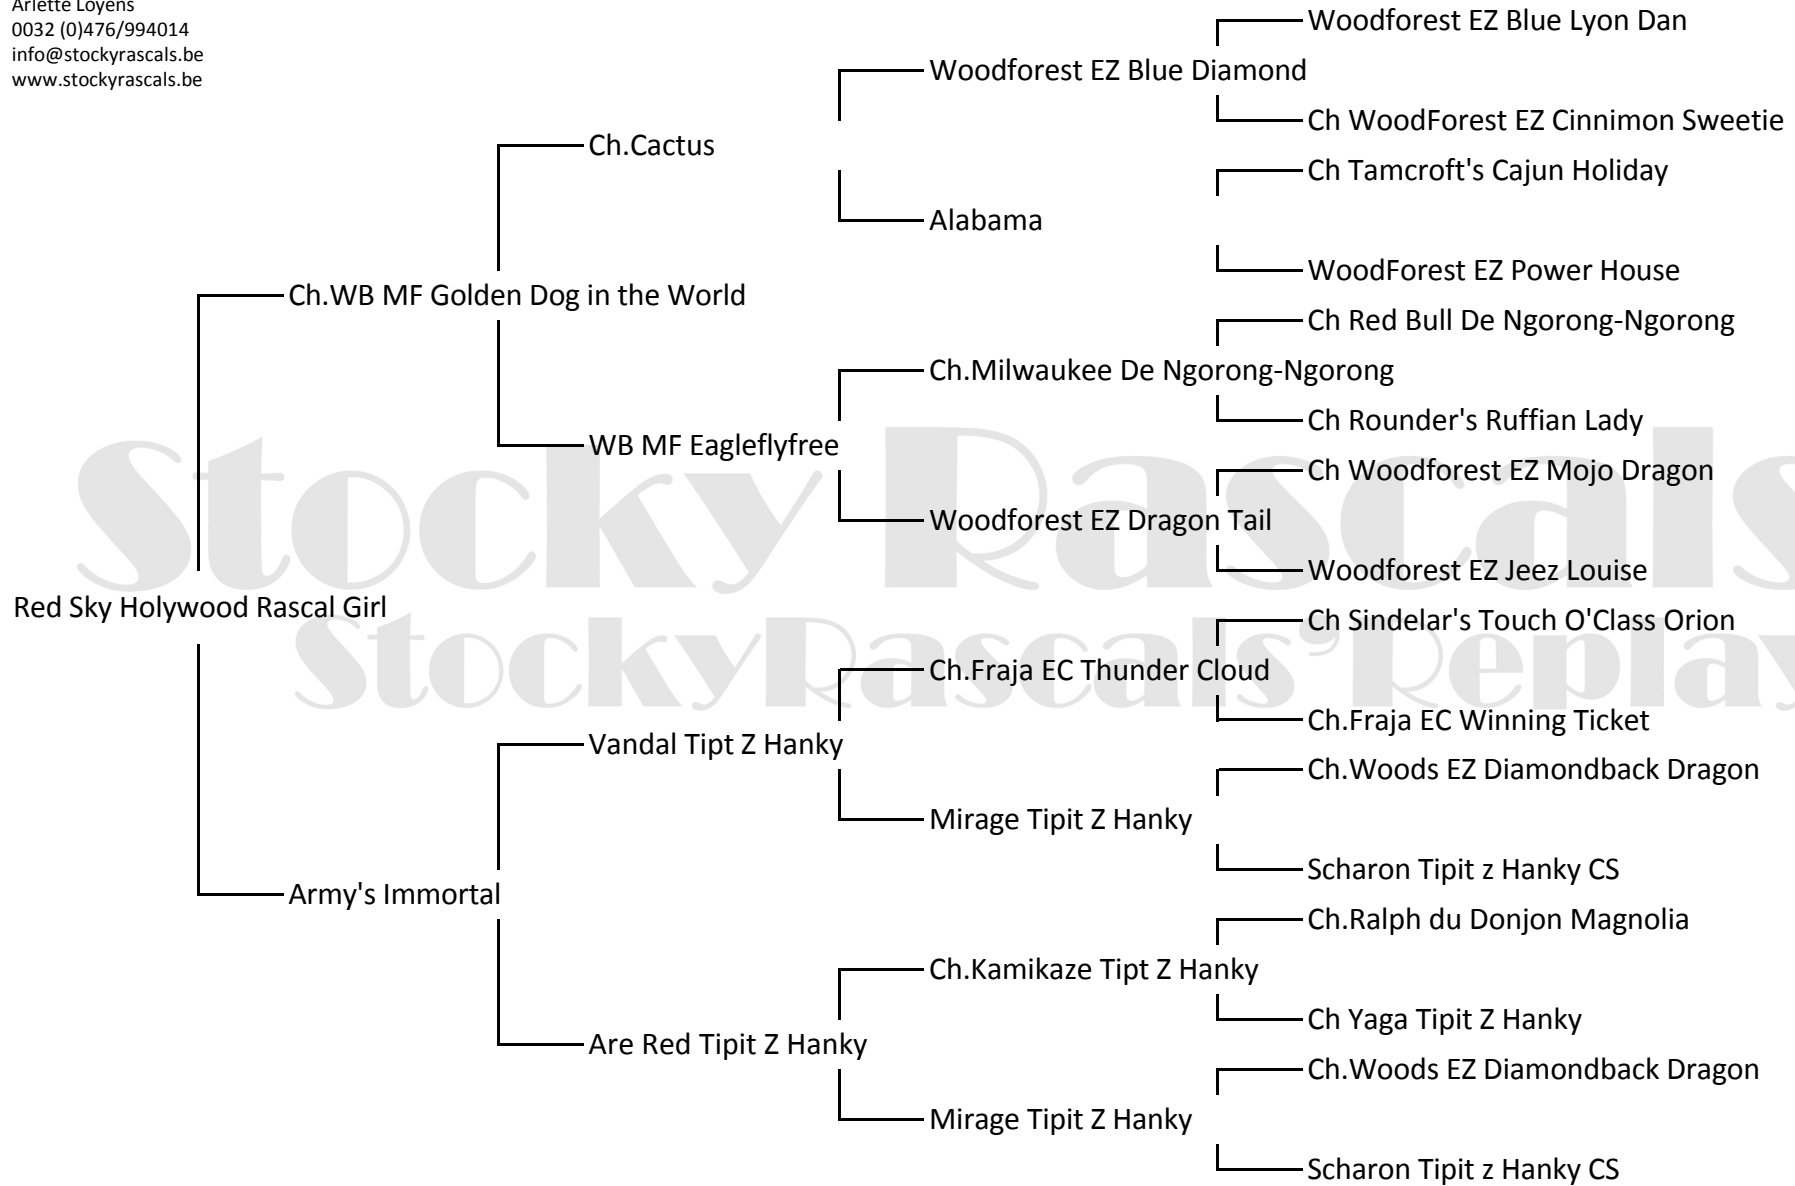 Arlette Loyens
0032 (0)476/994014
info@stockyrascals.be
www.stockyrascals.be
Woodforest EZ Blue Lyon Dan
Woodforest EZ Blue Diamond
Ch WoodForest EZ Cinnimon Sweetie
Ch.Cactus
Ch Tamcroft's Cajun Holiday
Alabama
WoodForest EZ Power House
Ch.WB MF Golden Dog in the World
Ch Red Bull De Ngorong-Ngorong
Ch.Milwaukee De Ngorong-Ngorong
Ch Rounder's Ruffian Lady
WB MF Eagleflyfree
Ch Woodforest EZ Mojo Dragon
Woodforest EZ Dragon Tail
Woodforest EZ Jeez Louise
Stocky Rascals
Red Sky Holywood Rascal Girl
Ch Sindelar's Touch O'Class Orion
Ch.Fraja EC Thunder Cloud
StockyRascals' Replay
Ch.Fraja EC Winning Ticket
Vandal Tipt Z Hanky
Ch.Woods EZ Diamondback Dragon
Mirage Tipit Z Hanky
Scharon Tipit z Hanky CS
Army's Immortal
Ch.Ralph du Donjon Magnolia
Ch.Kamikaze Tipt Z Hanky
Ch Yaga Tipit Z Hanky
Are Red Tipit Z Hanky
Ch.Woods EZ Diamondback Dragon
Mirage Tipit Z Hanky
Scharon Tipit z Hanky CS